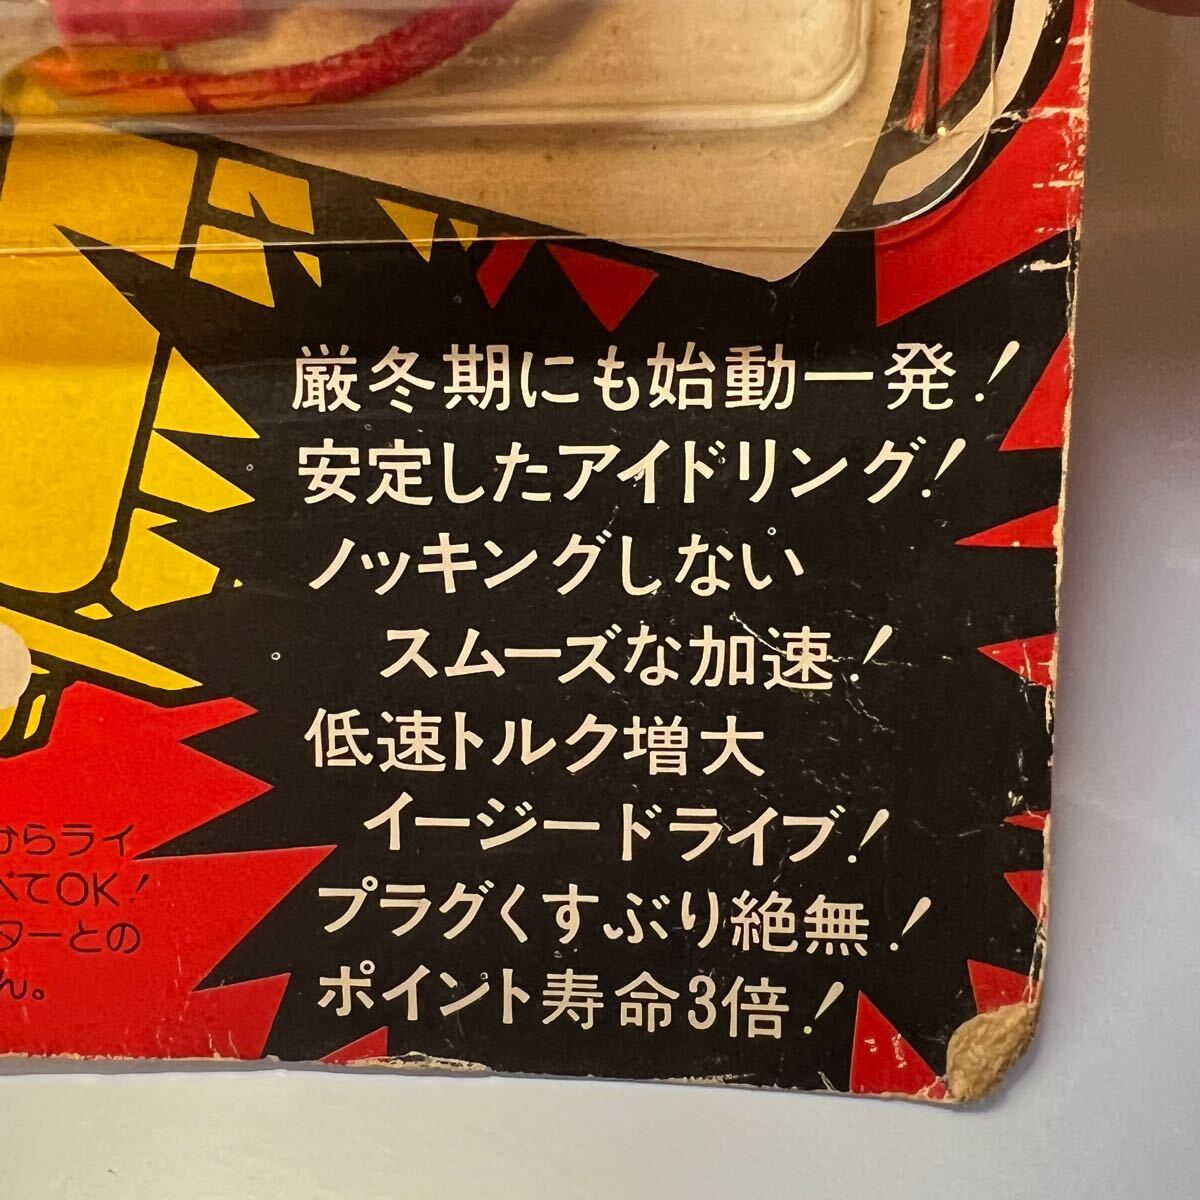 厳冬期にも始動一発!
安定したアイドリング!
ノッキングしない
スムーズな加速!
低速トルク増大
イージードライブ!
プラグくすぶり絶無!
ポイント寿命3倍!
からライ
べてOK!
ターとの
ん。